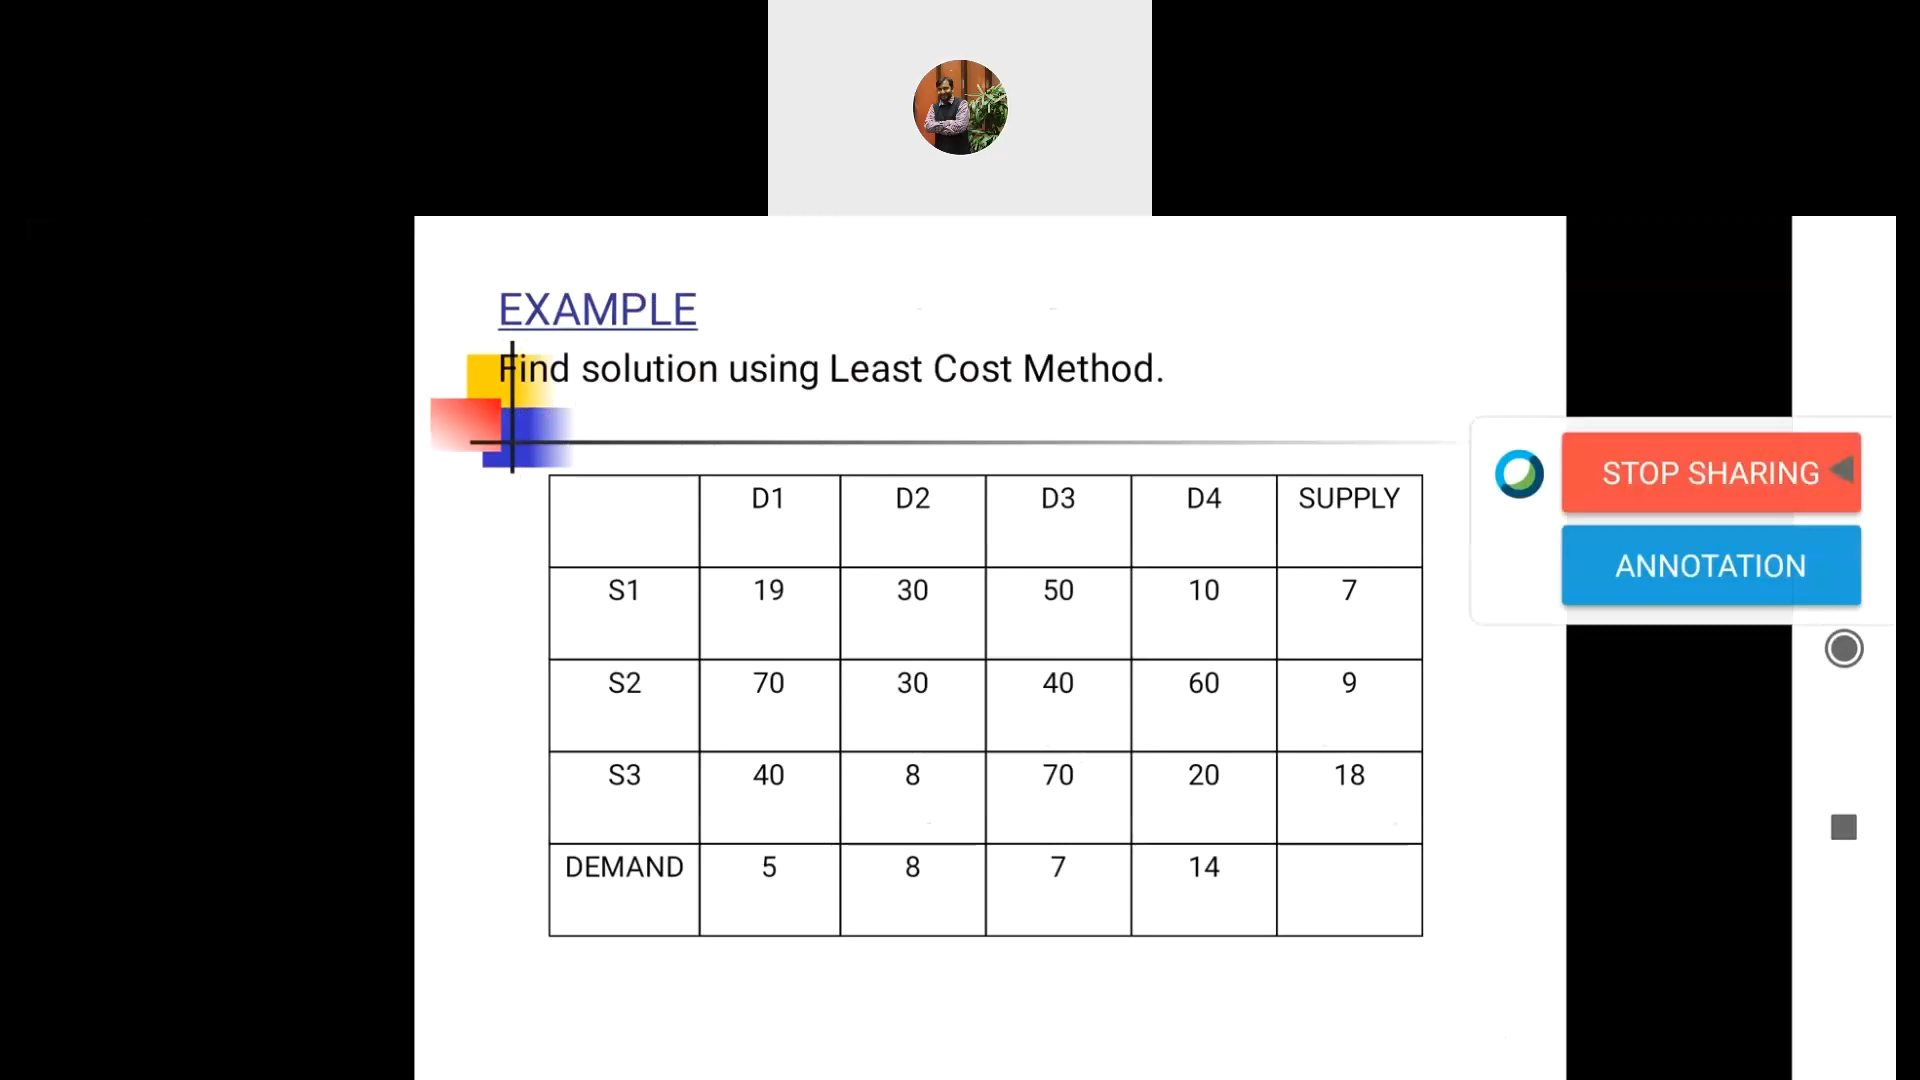 EXAMPLE
Find solution using Least Cost Method.
STOP SHARING
ANNOTATION
D1 D2 D3 D4 SUPPLY
S1 19 30 50 10 7
S2 70 30 40 60 9
S3 40 8 70 20 18
DEMAND 5 8 7 14